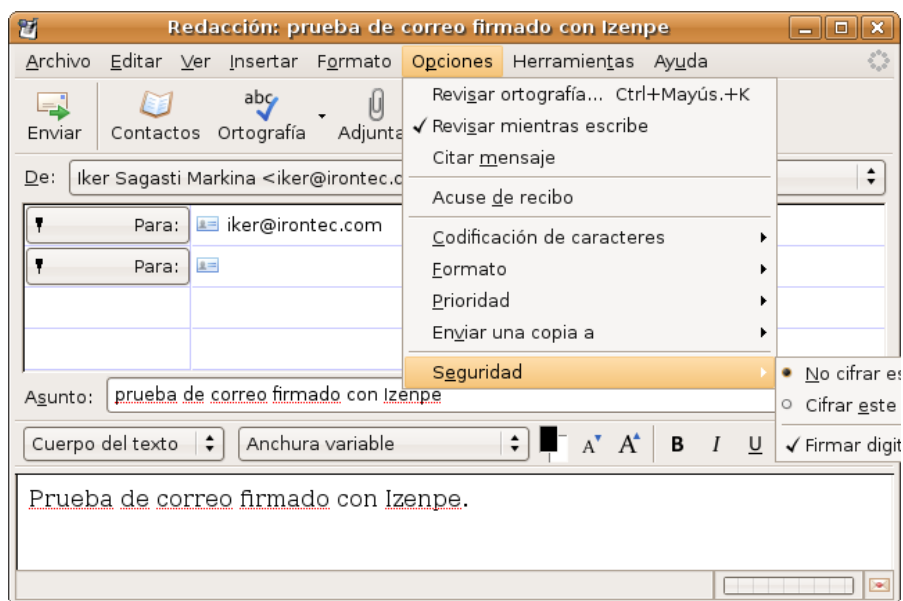 Redacción: prueba de correo firmado con Izenpe
Archivo Editar Ver Insertar Formato Opciones Herramientas Ayuda
Enviar Contactos Ortografía Adjunta
abc
Revisar ortografía... Ctrl+Mayús.+K
✓ Revisar mientras escribe
Citar mensaje
Acuse de recibo
Codificación de caracteres
Formato
Prioridad
Enviar una copia a
Seguridad
No cifrar es
Cifrar este
✓ Firmar digit
De: Iker Sagasti Markina <iker@irontec.c
Para: iker@irontec.com
Para:
Asunto: prueba de correo firmado con Izenpe
Cuerpo del texto Anchura variable A A B I U
Prueba de correo firmado con Izenpe.